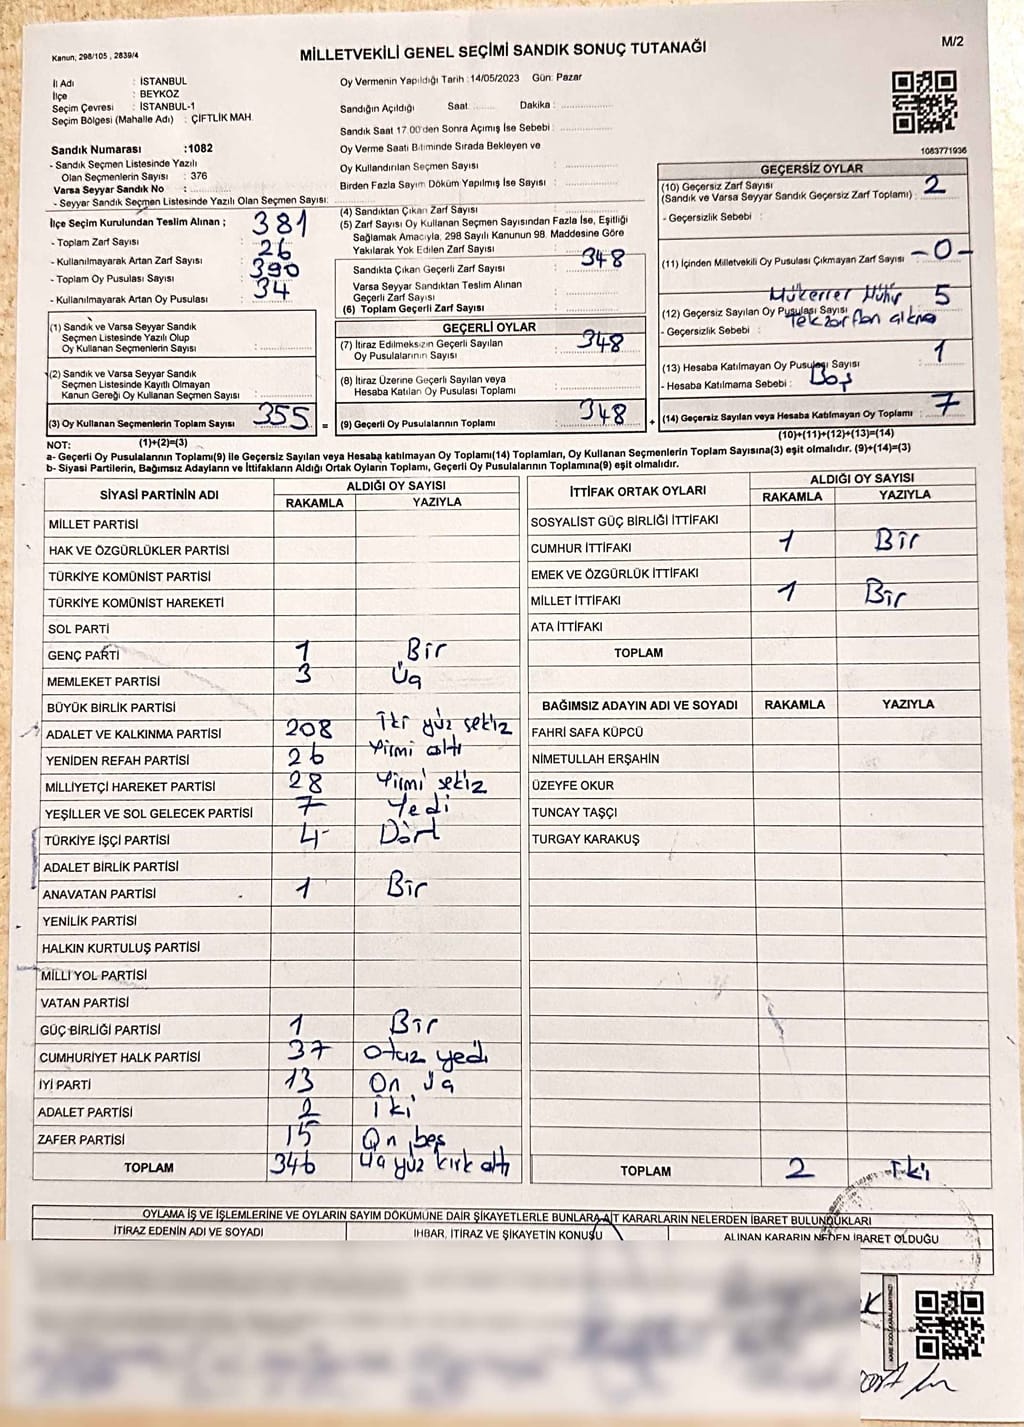 Kanun, 298/105 , 2839/4
MİLLETVEKİLİ GENEL SEÇİMİ SANDIK SONUÇ TUTANAĞI
M/2
İl Adı : İSTANBUL
İlçe : BEYKOZ
Seçim Çevresi : İSTANBUL-1
Seçim Bölgesi (Mahalle Adı) : ÇİFTLİK MAH.
Sandık Numarası :1082
- Sandık Seçmen Listesinde Yazılı
Olan Seçmenlerin Sayısı : 376
Varsa Seyyar Sandık No :
- Seyyar Sandık Seçmen Listesinde Yazılı Olan Seçmen Sayısı:
Oy Vermenin Yapıldığı Tarih :14/05/2023 Gün: Pazar
Sandığın Açıldığı Saat Dakika :
Sandık Saat 17.00'den Sonra Açımış İse Sebebi :
Oy Verme Saati Bitiminde Sırada Bekleyen ve
Oy Kullandırılan Seçmen Sayısı :
Birden Fazla Sayım Döküm Yapılmış İse Sayısı :
1083771936
İlçe Seçim Kurulundan Teslim Alınan ;
- Toplam Zarf Sayısı : 381
- Kullanılmayarak Artan Zarf Sayısı : 26
- Toplam Oy Pusulası Sayısı : 390
- Kullanılmayarak Artan Oy Pusulası : 34
(1) Sandık ve Varsa Seyyar Sandık
Seçmen Listesinde Yazılı Olup
Oy Kullanan Seçmenlerin Sayısı :
(2) Sandık ve Varsa Seyyar Sandık
Seçmen Listesinde Kayıtlı Olmayan
Kanun Gereği Oy Kullanan Seçmen Sayısı :
(3) Oy Kullanan Seçmenlerin Toplam Sayısı : 355
(1)+(2)=(3)
(4) Sandıktan Çıkan Zarf Sayısı :
(5) Zarf Sayısı Oy Kullanan Seçmen Sayısından Fazla İse, Eşitliği
Sağlamak Amacıyla, 298 Sayılı Kanunun 98. Maddesine Göre
Yakılarak Yok Edilen Zarf Sayısı :
Sandıkta Çıkan Geçerli Zarf Sayısı : 348
Varsa Seyyar Sandıktan Teslim Alınan
Geçerli Zarf Sayısı :
(6) Toplam Geçerli Zarf Sayısı :
GEÇERLİ OYLAR
(7) İtiraz Edilmeksizin Geçerli Sayılan
Oy Pusulalarının Sayısı : 348
(8) İtiraz Üzerine Geçerli Sayılan veya
Hesaba Katılan Oy Pusulası Toplamı :
= (9) Geçerli Oy Pusulalarının Toplamı : 348 +
GEÇERSİZ OYLAR
(10) Geçersiz Zarf Sayısı
(Sandık ve Varsa Seyyar Sandık Geçersiz Zarf Toplamı) : 2
- Geçersizlik Sebebi :
(11) İçinden Milletvekili Oy Pusulası Çıkmayan Zarf Sayısı : -0-
(12) Geçersiz Sayılan Oy Pusulası Sayısı : 5
- Geçersizlik Sebebi : Mükerrer Mühür
(13) Hesaba Katılmayan Oy Pusulası Sayısı : 1
- Hesaba Katılmama Sebebi : Boş
(14) Geçersiz Sayılan veya Hesaba Katılmayan Oy Toplamı : 7
(10)+(11)+(12)+(13)=(14)
NOT:
a- Geçerli Oy Pusulasının Toplamı(9) ile Geçersiz Sayılan veya Hesaba katılmayan Oy Toplamı(14) Toplamları, Oy Kullanan Seçmenlerin Toplam Sayısına(3) eşit olmalıdır. (9)+(14)=(3)
b- Siyasi Partilerin, Bağımsız Adayların ve İttifakların Aldığı Ortak Oyların Toplamı, Geçerli Oy Pusulalarının Toplamına(9) eşit olmalıdır.
SİYASİ PARTİNİN ADI
ALDIĞI OY SAYISI
RAKAMLA YAZIYLA
MİLLET PARTİSİ
HAK VE ÖZGÜRLÜKLER PARTİSİ
TÜRKİYE KOMÜNİST PARTİSİ
TÜRKİYE KOMÜNİST HAREKETİ
SOL PARTİ
GENÇ PARTİ 1 Bir
MEMLEKET PARTİSİ 3 Üç
BÜYÜK BİRLİK PARTİSİ
ADALET VE KALKINMA PARTİSİ 208 İki yüz sekiz
YENİDEN REFAH PARTİSİ 26 Yirmi altı
MİLLİYETÇİ HAREKET PARTİSİ 28 Yirmi sekiz
YEŞİLLER VE SOL GELECEK PARTİSİ 7 Yedi
TÜRKİYE İŞÇİ PARTİSİ 4 Dört
ADALET BİRLİK PARTİSİ
ANAVATAN PARTİSİ 1 Bir
YENİLİK PARTİSİ
HALKIN KURTULUŞ PARTİSİ
MİLLİ YOL PARTİSİ
VATAN PARTİSİ
GÜÇ BİRLİĞİ PARTİSİ 1 Bir
CUMHURİYET HALK PARTİSİ 37 Otuz yedi
İYİ PARTİ 13 On üç
ADALET PARTİSİ 2 İki
ZAFER PARTİSİ 15 On beş
TOPLAM 346 Üç yüz kırk altı
İTTİFAK ORTAK OYLARI
ALDIĞI OY SAYISI
RAKAMLA YAZIYLA
SOSYALİST GÜÇ BİRLİĞİ İTTİFAKI
CUMHUR İTTİFAKI 1 Bir
EMEK VE ÖZGÜRLÜK İTTİFAKI
MİLLET İTTİFAKI 1 Bir
ATA İTTİFAKI
TOPLAM
BAĞIMSIZ ADAYIN ADI VE SOYADI RAKAMLA YAZIYLA
FAHRİ SAFA KÜPCÜ
NİMETULLAH ERŞAHİN
ÜZEYFE OKUR
TUNCAY TAŞÇI
TURGAY KARAKUŞ
TOPLAM 2 İki
OYLAMA İŞ VE İŞLEMLERİNE VE OYLARIN SAYIM DÖKÜMÜNE DAİR ŞİKAYETLERLE BUNLARA AİT KARARLARIN NELERDEN İBARET BULUNDUKLARI
İTİRAZ EDENİN ADI VE SOYADI
İHBAR, İTİRAZ VE ŞİKAYETİN KONUSU
ALINAN KARARIN NEDEN İBARET OLDUĞU